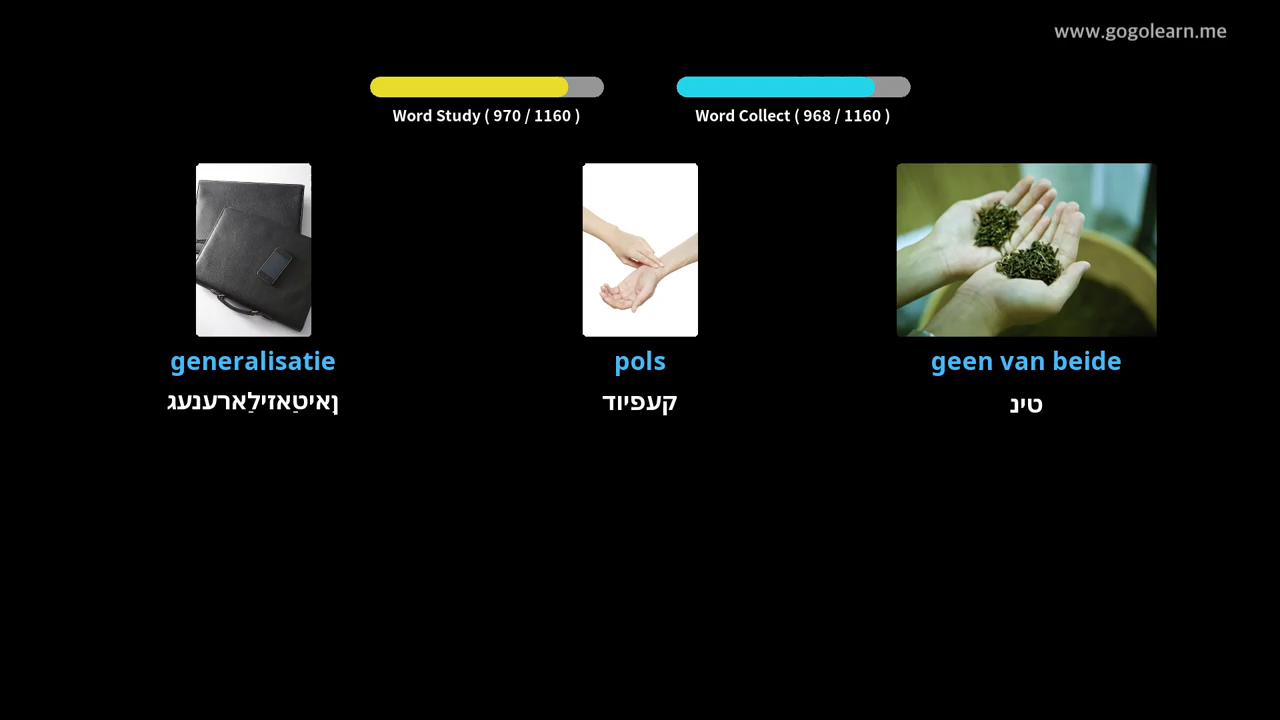 www.gogolearn.me
Word Study ( 970 / 1160 )
Word Collect ( 968 / 1160 )
generalisatie
ןאיטַאזילַארענעג
pols
קעפיוד
geen van beide
טינ